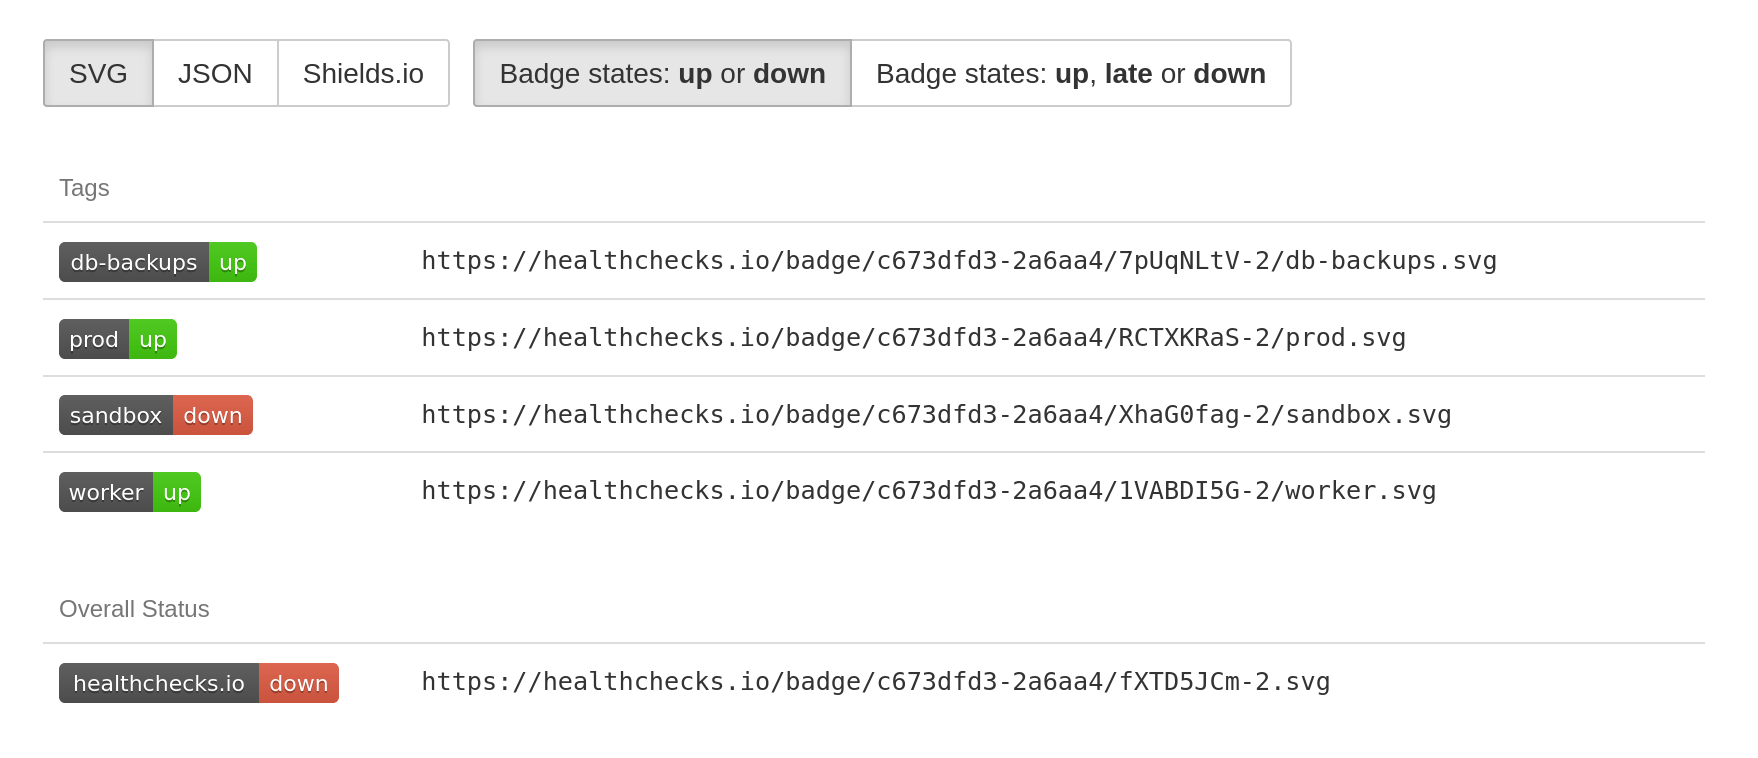 SVG JSON Shields.io Badge states: up or down Badge states: up, late or down
Tags
db-backups up https://healthchecks.io/badge/c673dfd3-2a6aa4/7pUqNLtV-2/db-backups.svg
prod up https://healthchecks.io/badge/c673dfd3-2a6aa4/RCTXKRaS-2/prod.svg
sandbox down https://healthchecks.io/badge/c673dfd3-2a6aa4/XhaG0fag-2/sandbox.svg
worker up https://healthchecks.io/badge/c673dfd3-2a6aa4/1VABDI5G-2/worker.svg
Overall Status
healthchecks.io down https://healthchecks.io/badge/c673dfd3-2a6aa4/fXTD5JCm-2.svg